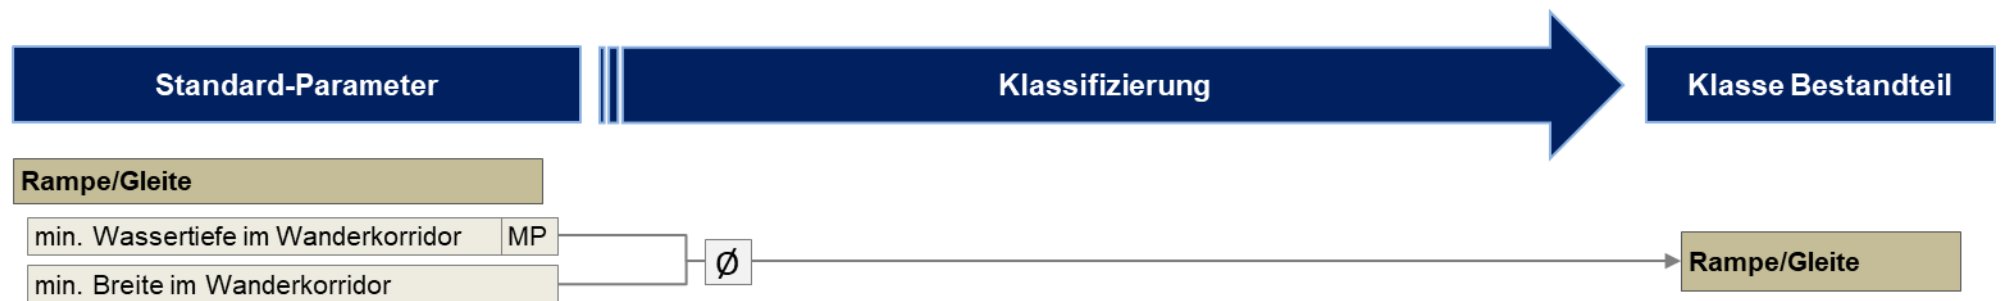 Standard-Parameter
Klassifizierung
Klasse Bestandteil
Rampe/Gleite
min. Wassertiefe im Wanderkorridor MP
min. Breite im Wanderkorridor
Ø
Rampe/Gleite